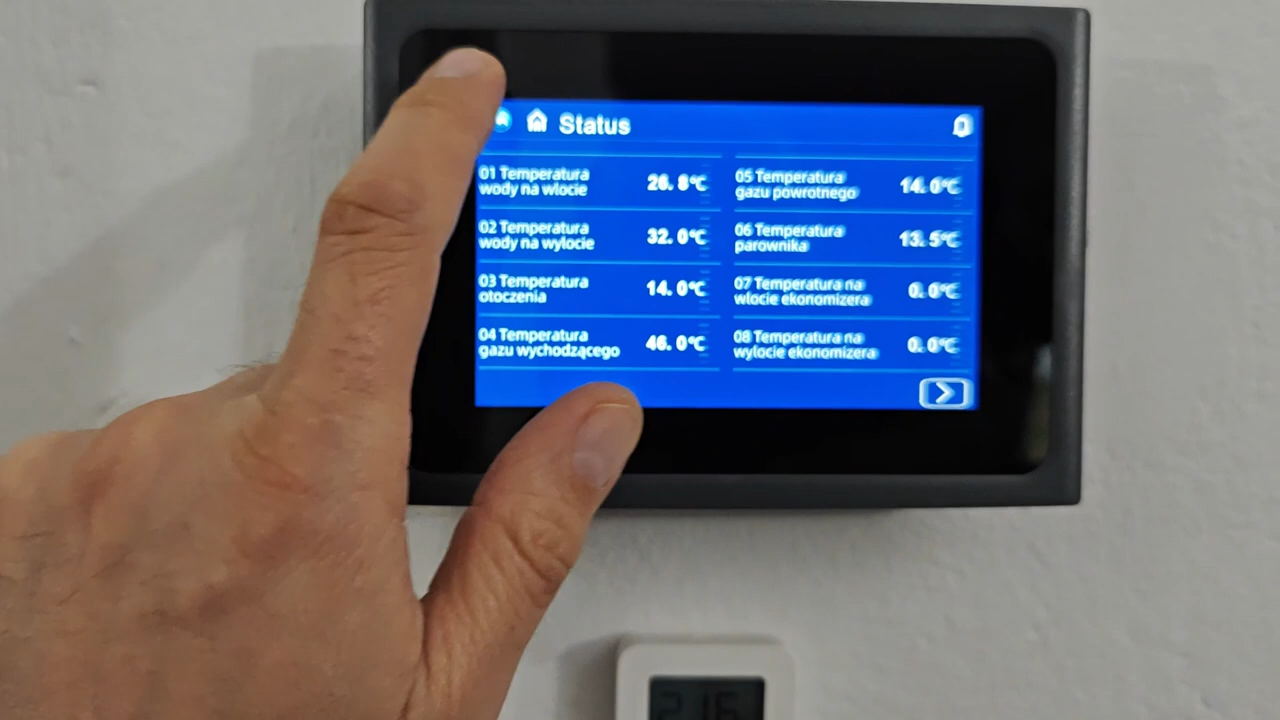 Status
01 Temperatura
wody na wlocie
26.8°C
02 Temperatura
wody na wylocie
32.0°C
03 Temperatura
otoczenia
14.0°C
04 Temperatura
gazu wychodzącego
46.0°C
05 Temperatura
gazu powrotnego
14.0°C
06 Temperatura
parownika
13.5°C
07 Temperatura na
wlocie ekonomizera
0.0°C
08 Temperatura na
wylocie ekonomizera
0.0°C